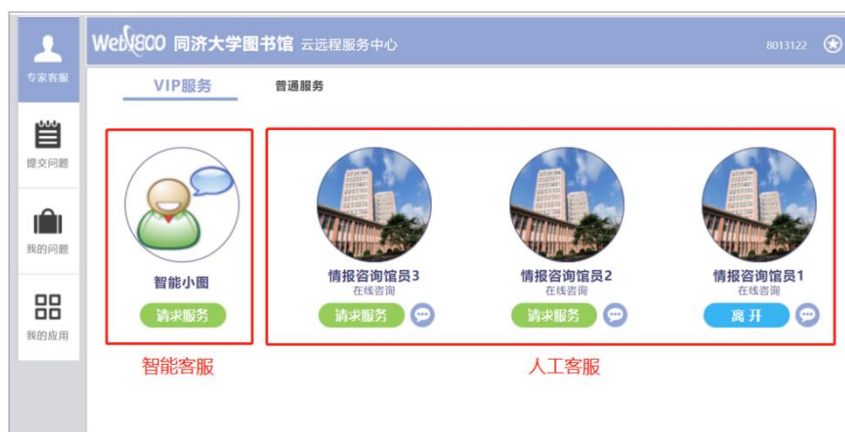 WebNeco 同济大学图书馆 云远程服务中心
8013122
专家客服
提交问题
我的问题
我的应用
VIP服务 普通服务
智能小图
请求服务
情报咨询馆员3
在线咨询
请求服务
情报咨询馆员2
在线咨询
请求服务
情报咨询馆员1
在线咨询
离 开
智能客服
人工客服